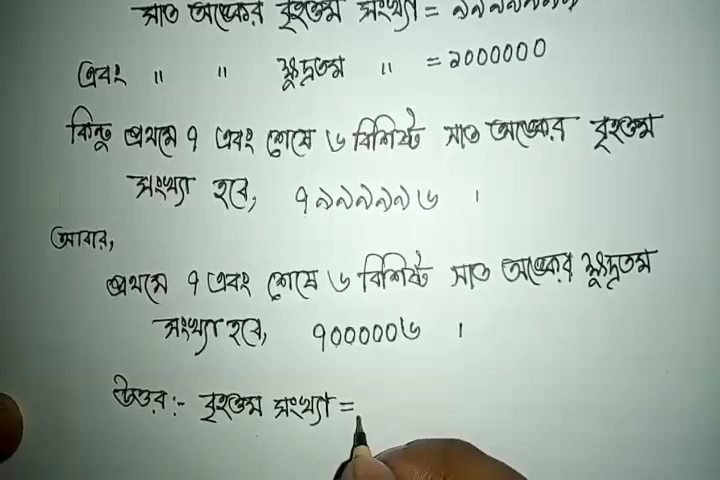 সাত অঙ্কের বৃহত্তম সংখ্যা = ৯৯৯৯৯৯৯
এবং " " ক্ষুদ্রতম " = ১০০০০০০
কিন্তু প্রথমে ৭ এবং শেষে ৬ বিশিষ্ট সাত অঙ্কের বৃহত্তম
সংখ্যা হবে, ৭৯৯৯৯৯৬ ।
আবার,
প্রথমে ৭ এবং শেষে ৬ বিশিষ্ট সাত অঙ্কের ক্ষুদ্রতম
সংখ্যা হবে, ৭০০০০০৬ ।
উত্তর:- বৃহত্তম সংখ্যা =